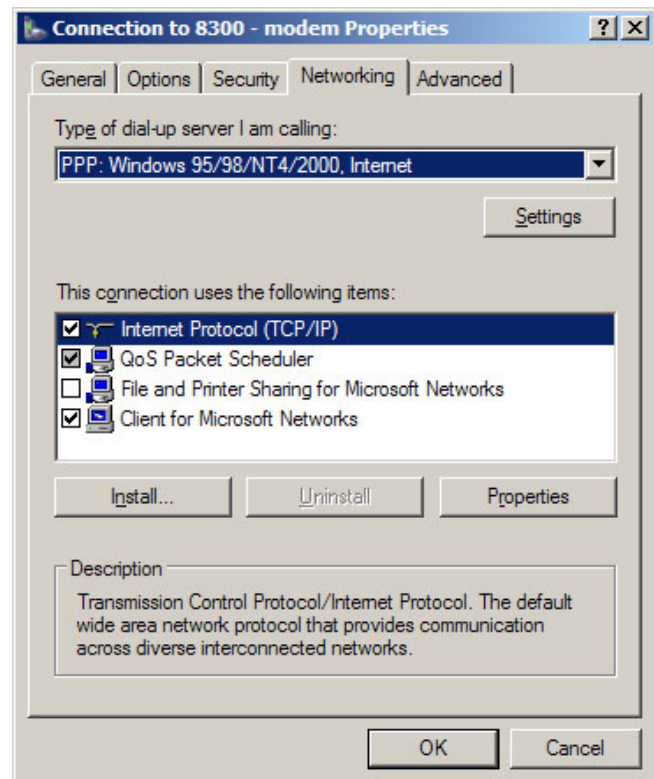 Connection to 8300 - modem Properties
General Options Security Networking Advanced
Type of dial-up server I am calling:
PPP: Windows 95/98/NT4/2000, Internet
Settings
This connection uses the following items:
Internet Protocol (TCP/IP)
QoS Packet Scheduler
File and Printer Sharing for Microsoft Networks
Client for Microsoft Networks
Install... Uninstall Properties
Description
Transmission Control Protocol/Internet Protocol. The default
wide area network protocol that provides communication
across diverse interconnected networks.
OK Cancel